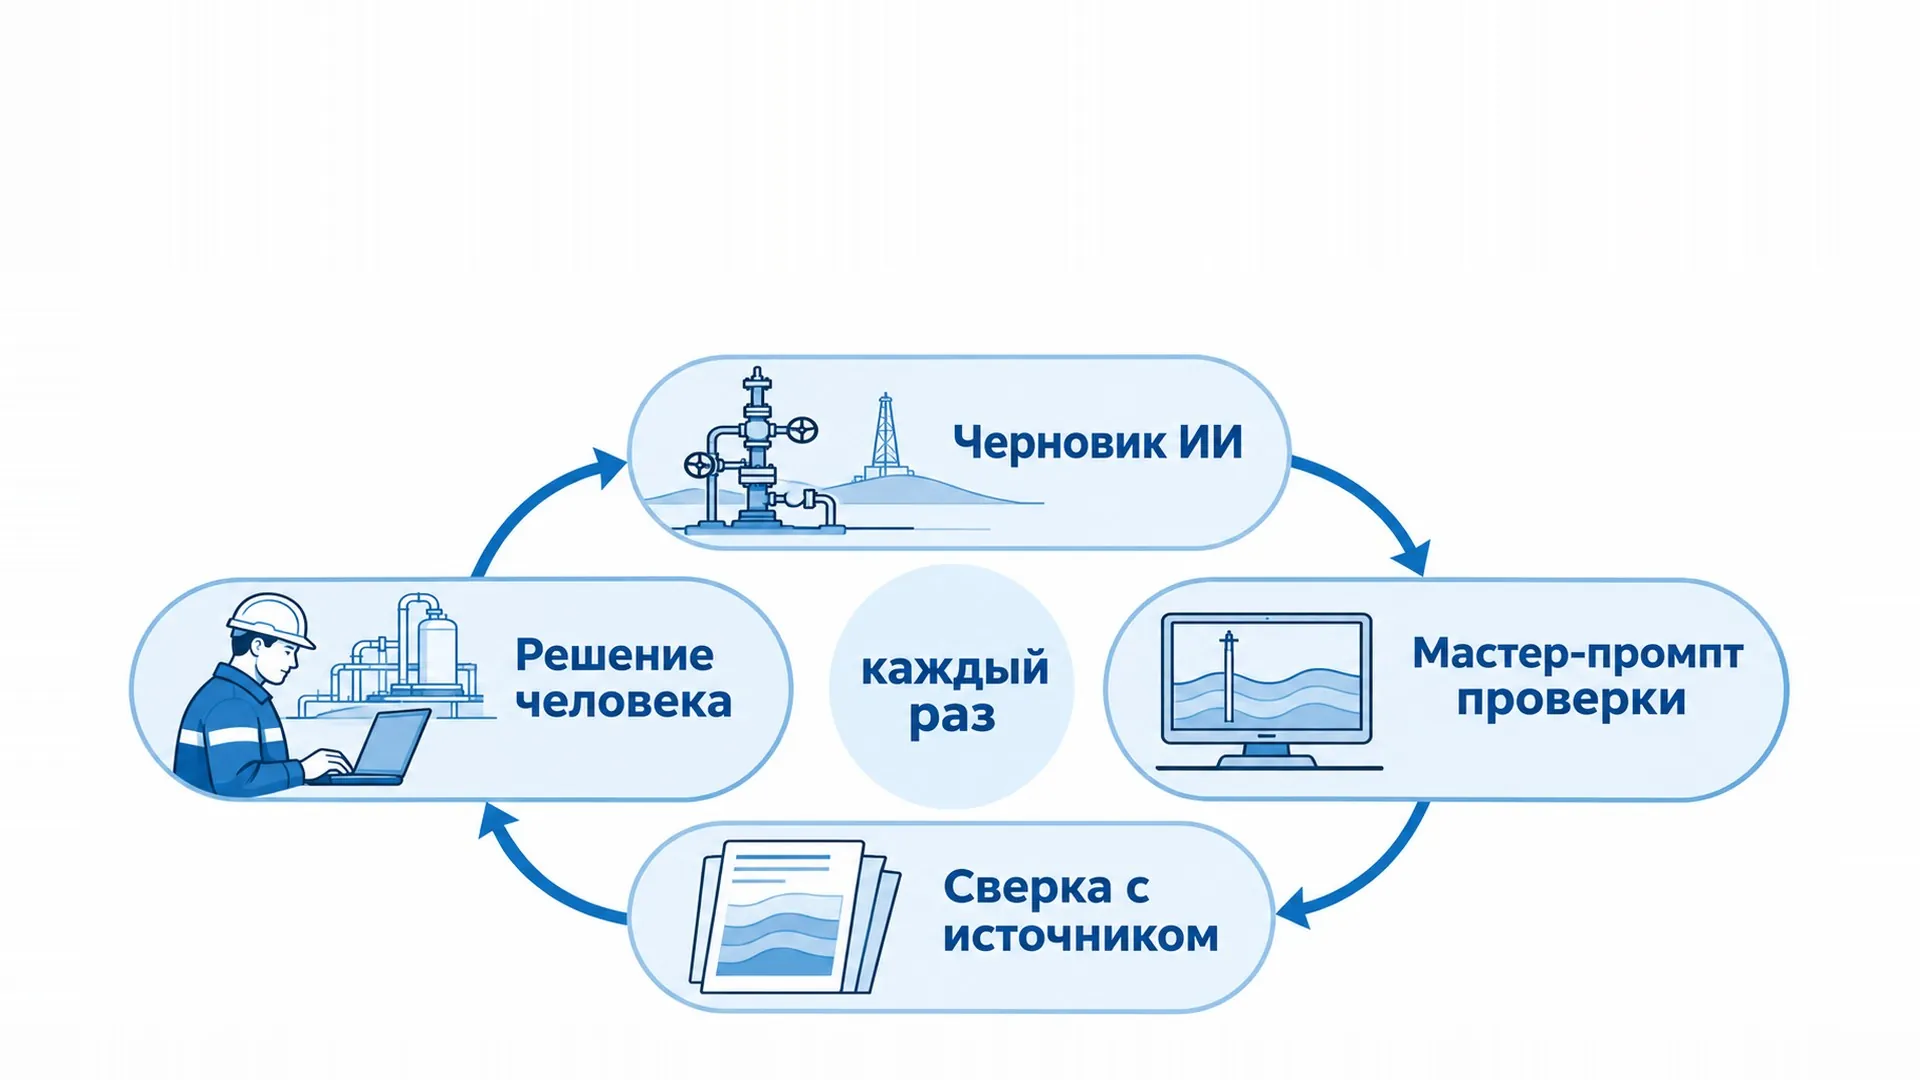 Черновик ИИ
Решение
человека
каждый
раз
Мастер-промпт
проверки
Сверка с
источником